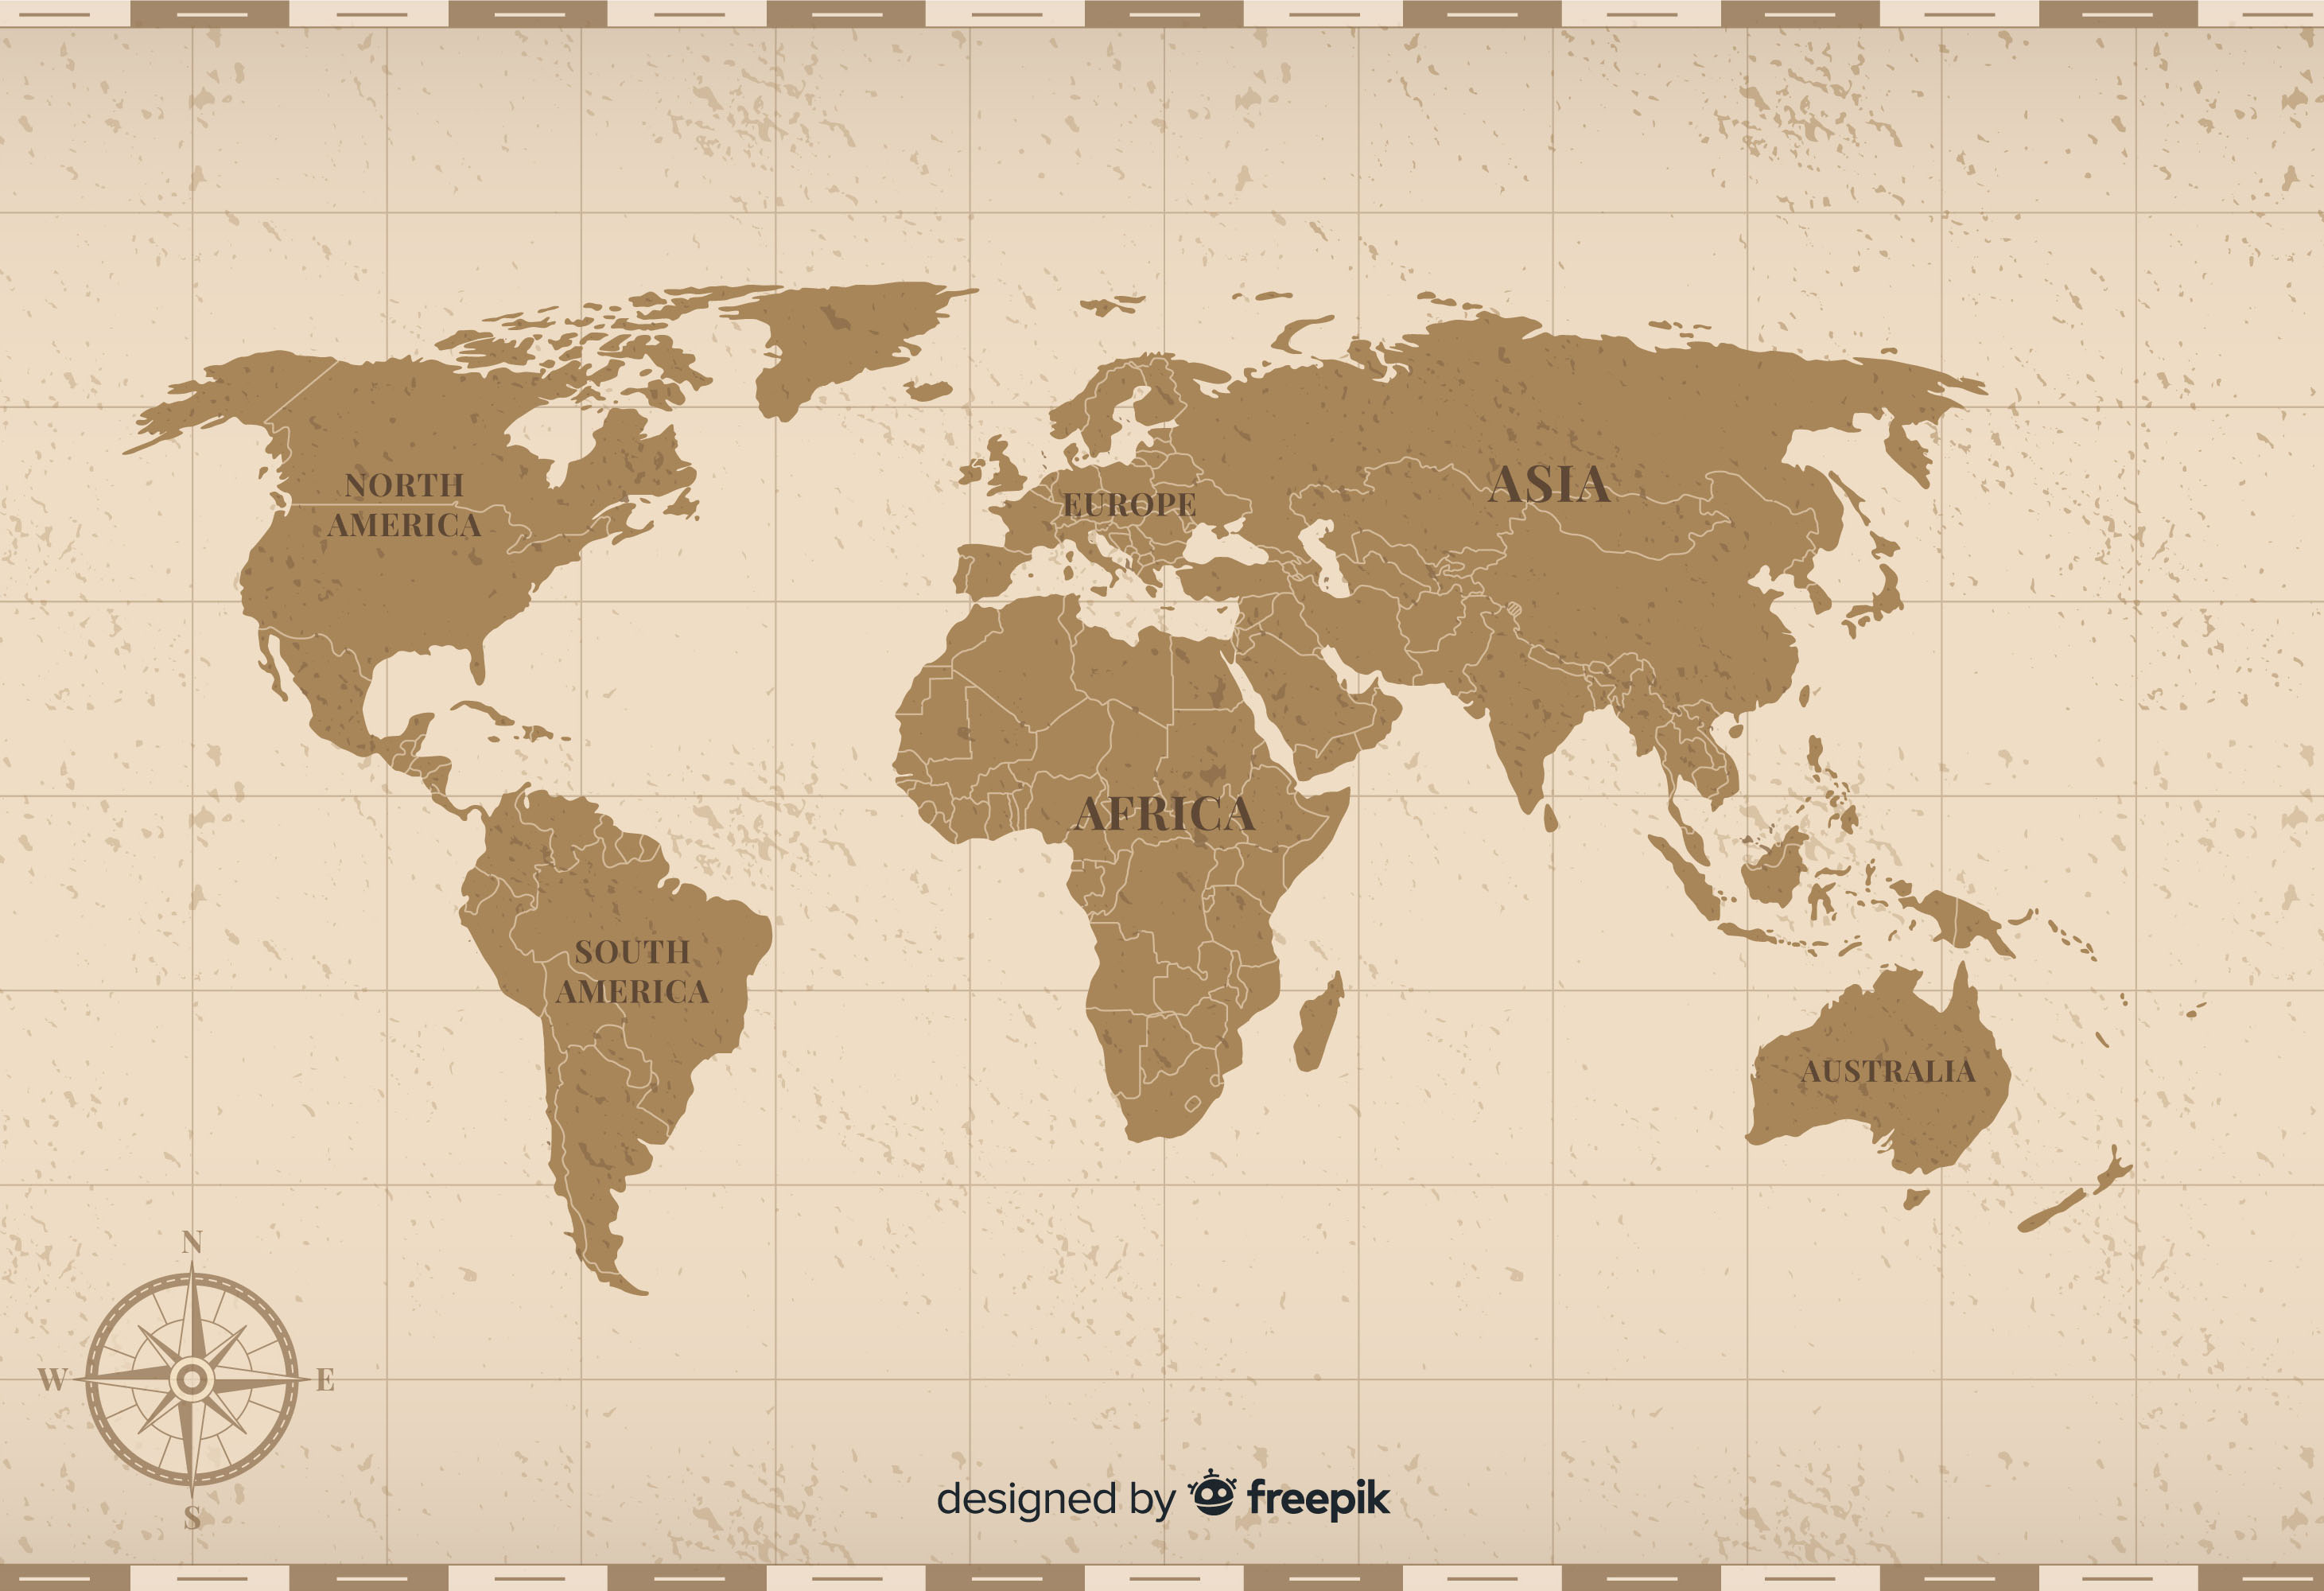 NORTH
AMERICA
EUROPE
ASIA
AFRICA
SOUTH
AMERICA
AUSTRALIA
N
W
E
S
designed by freepik